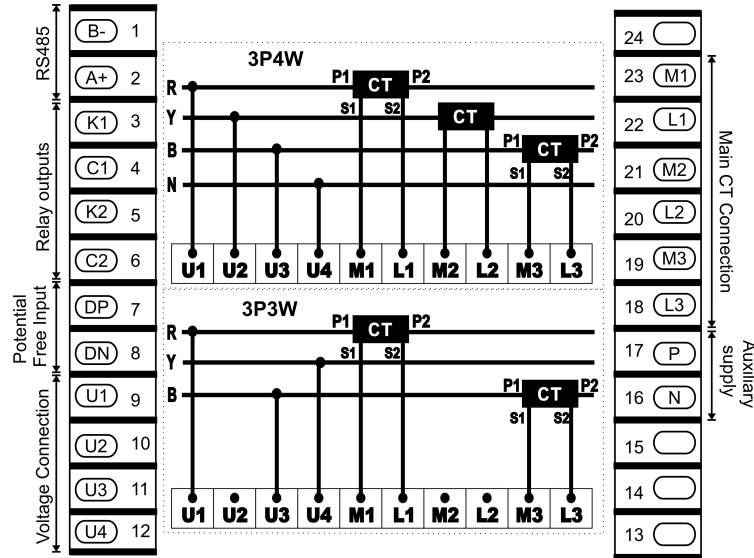 RS485
Relay outputs
Potential
Free Input
Voltage Connection
B- 1
A+ 2
K1 3
C1 4
K2 5
C2 6
DP 7
DN 8
U1 9
U2 10
U3 11
U4 12
3P4W
P1 CT P2
R
S1 S2
Y CT
P1 CT P2
B
S1 S2
N
U1 U2 U3 U4 M1 L1 M2 L2 M3 L3
3P3W
P1 CT P2
R
S1 S2
Y
P1 CT P2
B
S1 S2
U1 U2 U3 U4 M1 L1 M2 L2 M3 L3
24
23 M1
22 L1
21 M2
20 L2
19 M3
18 L3
17 P
16 N
15
14
13
Main CT Connection
Auxiliary
supply